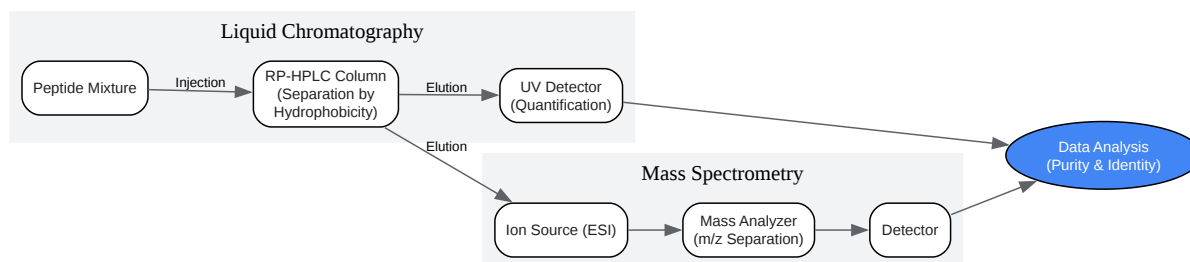 Liquid Chromatography
Peptide Mixture
Injection
RP-HPLC Column
(Separation by
Hydrophobicity)
Elution
UV Detector
(Quantification)
Elution
Data Analysis
(Purity & Identity)
Mass Spectrometry
Ion Source (ESI)
Mass Analyzer
(m/z Separation)
Detector